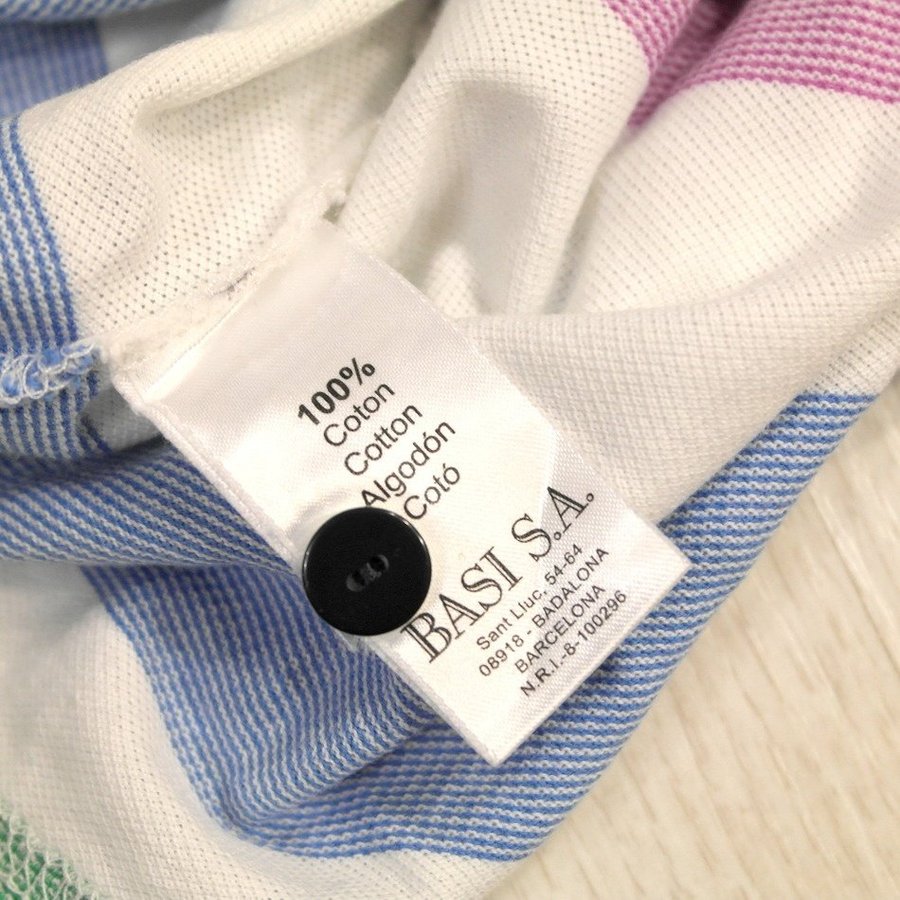 100%
Coton
Cotton
Algodón
Cotó
BASI S.A.
Sant Lluc, 54-64
08918 - BADALONA
BARCELONA
N.R.I.-8-100296